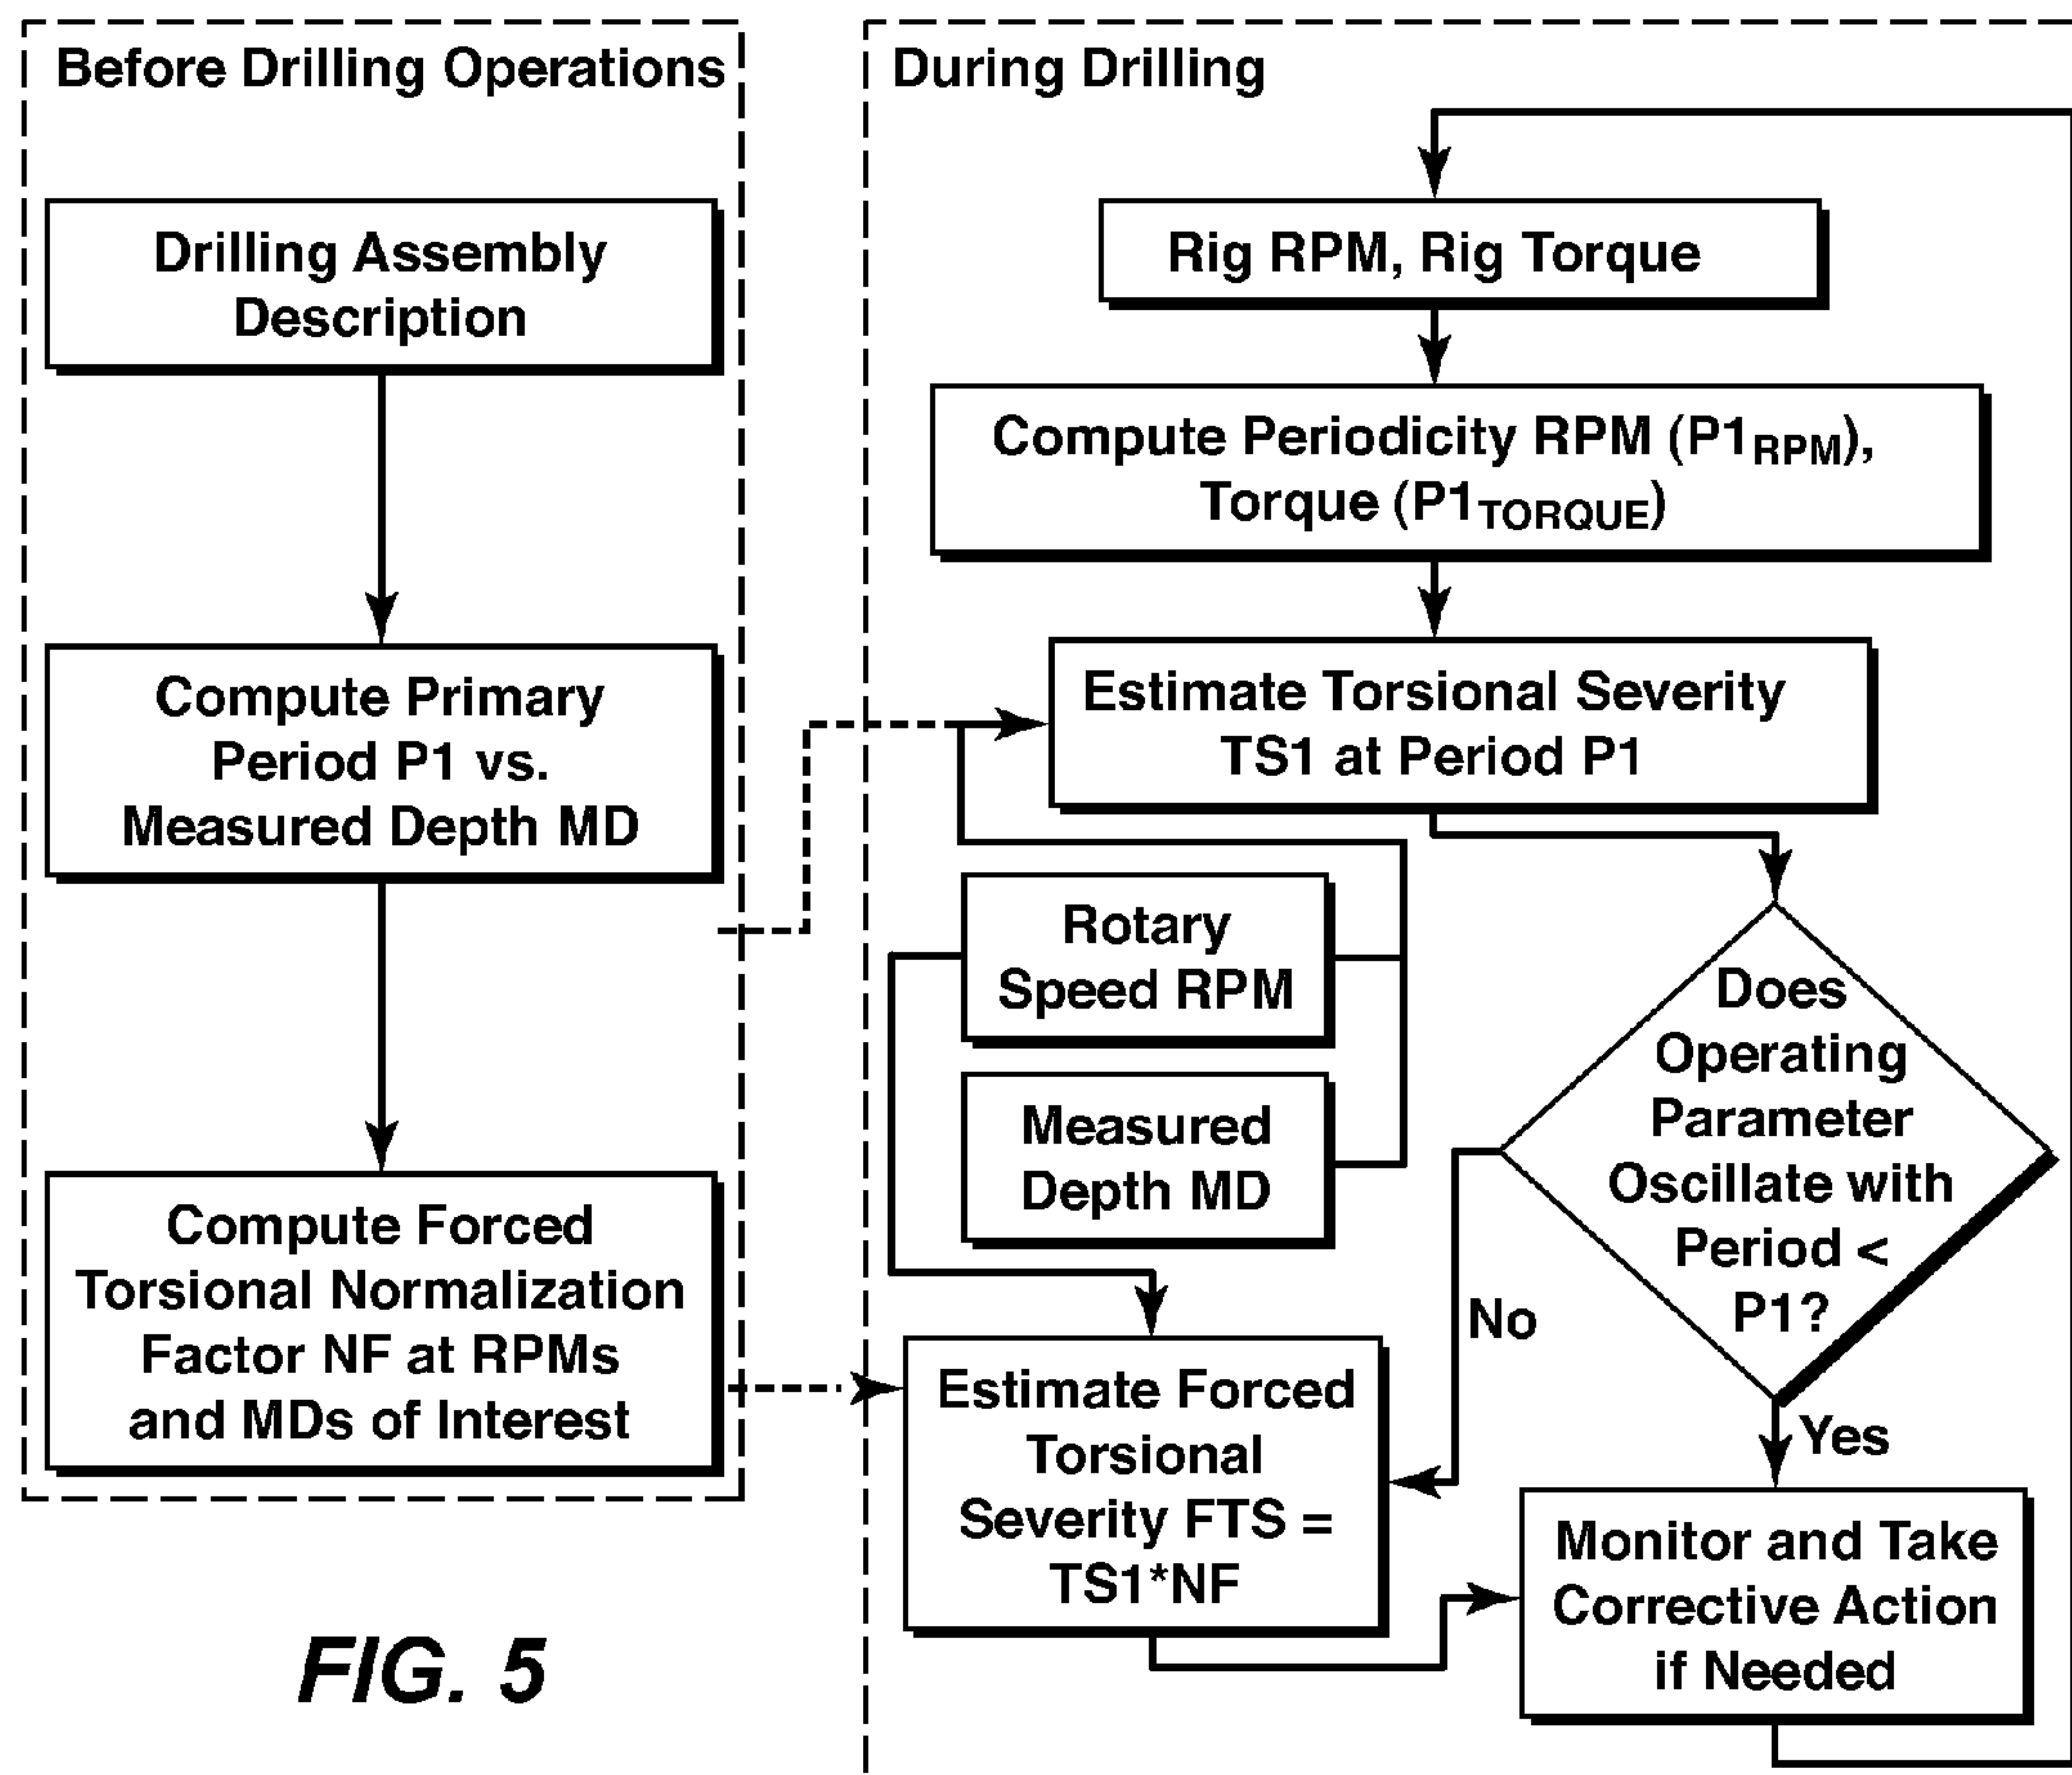 Before Drilling Operations
Drilling Assembly
Description
Compute Primary
Period P1 vs.
Measured Depth MD
Compute Forced
Torsional Normalization
Factor NF at RPMs
and MDs of Interest
FIG. 5
During Drilling
Rig RPM, Rig Torque
Compute Periodicity RPM (P1RPM),
Torque (P1TORQUE)
Estimate Torsional Severity
TS1 at Period P1
Rotary
Speed RPM
Measured
Depth MD
Does
Operating
Parameter
Oscillate with
Period <
P1?
No
Yes
Estimate Forced
Torsional
Severity FTS =
TS1*NF
Monitor and Take
Corrective Action
if Needed